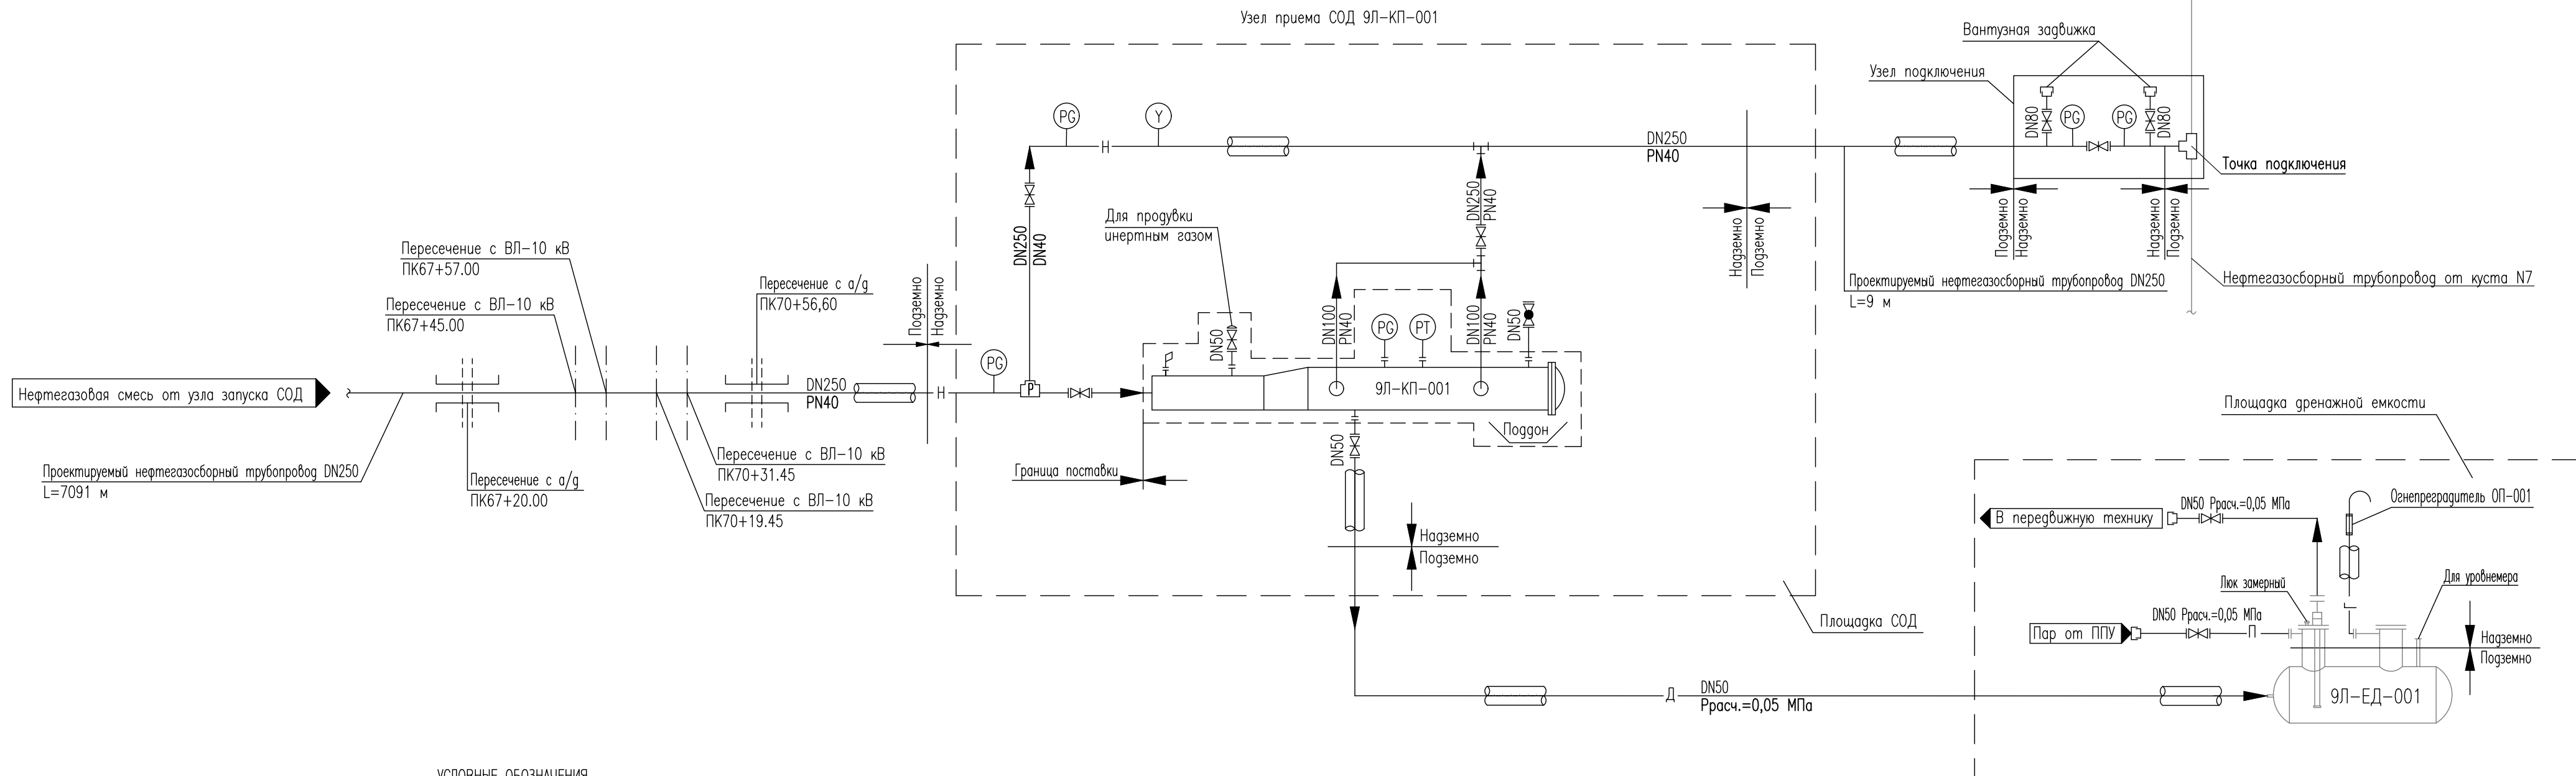 Узел приема СОД 9Л-КП-001
Вантузная задвижка
Узел подключения
DN80
PG
PG
DN80
Точка подключения
Подземно
Надземно
Надземно
Подземно
Нефтегазосборный трубопровод от куста N7
Проектируемый нефтегазосборный трубопровод DN250
L=9 м
PG
Н
Y
DN250
PN40
Надземно
Подземно
DN250
DN40
Для продувки
инертным газом
DN250
PN40
DN50
DN100
PN40
PG
PT
DN100
PN40
DN50
9Л-КП-001
Поддон
Граница поставки
DN50
Надземно
Подземно
Площадка СОД
Пересечение с ВЛ-10 кВ
ПК67+57.00
Пересечение с ВЛ-10 кВ
ПК67+45.00
Пересечение с а/д
ПК70+56,60
Подземно
Надземно
PG
Р
Нефтегазовая смесь от узла запуска СОД
DN250
PN40
Н
Проектируемый нефтегазосборный трубопровод DN250
L=7091 м
Пересечение с а/д
ПК67+20.00
Пересечение с ВЛ-10 кВ
ПК70+31.45
Пересечение с ВЛ-10 кВ
ПК70+19.45
Площадка дренажной емкости
В передвижную технику
DN50 Ррасч.=0,05 МПа
Огнепреградитель ОП-001
Люк замерный
Для уровнемера
Пар от ППУ
DN50 Ррасч.=0,05 МПа
П
Надземно
Подземно
9Л-ЕД-001
Д
DN50
Ррасч.=0,05 МПа
УСЛОВНЫЕ ОБОЗНАЧЕНИЯ